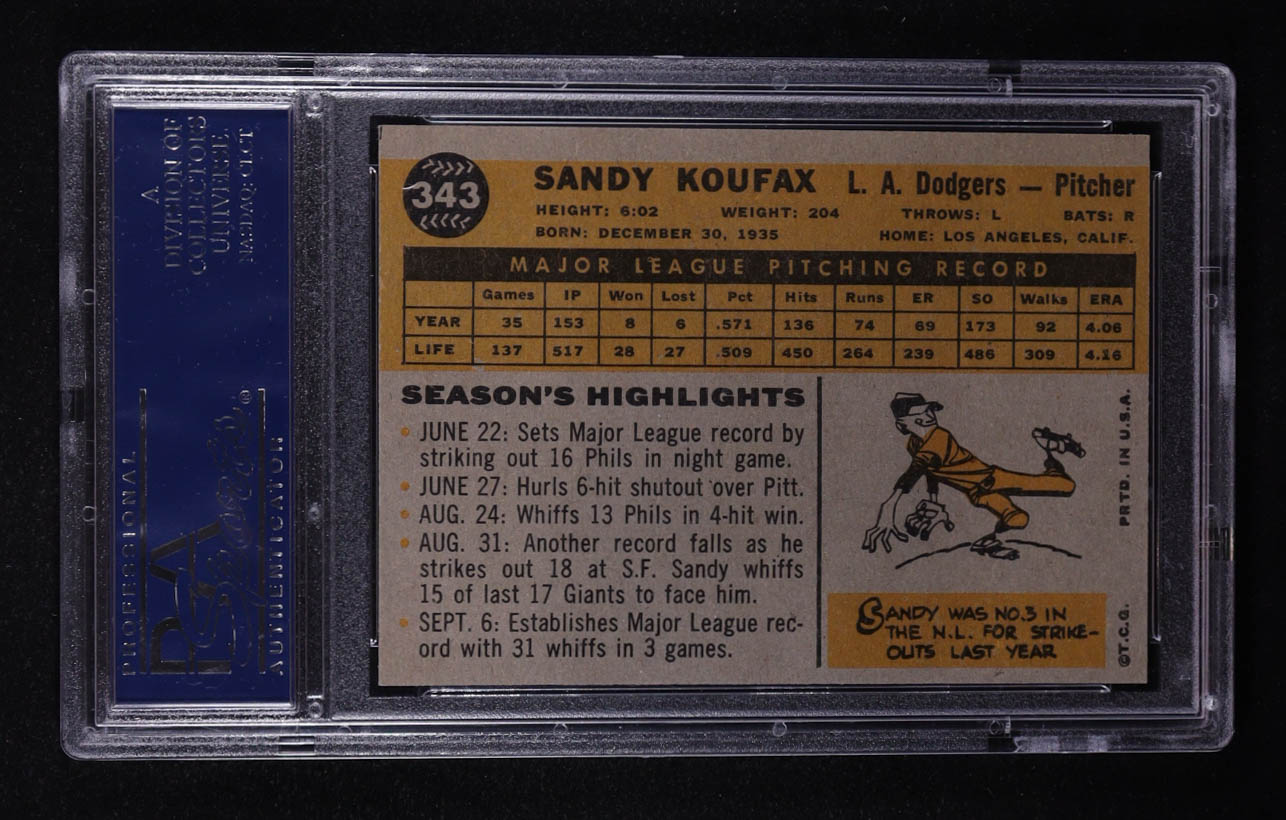 A
DIVISION OF
COLLECTORS
UNIVERSE
NASDAQ: CLCT
PROFESSIONAL
PSA
Sports
®
AUTHENTICATOR
343
SANDY KOUFAX L. A. Dodgers — Pitcher
HEIGHT: 6:02 WEIGHT: 204 THROWS: L BATS: R
BORN: DECEMBER 30, 1935 HOME: LOS ANGELES, CALIF.
MAJOR LEAGUE PITCHING RECORD
Games IP Won Lost Pct Hits Runs ER SO Walks ERA
YEAR 35 153 8 6 .571 136 74 69 173 92 4.06
LIFE 137 517 28 27 .509 450 264 239 486 309 4.16
SEASON'S HIGHLIGHTS
• JUNE 22: Sets Major League record by
striking out 16 Phils in night game.
• JUNE 27: Hurls 6-hit shutout over Pitt.
• AUG. 24: Whiffs 13 Phils in 4-hit win.
• AUG. 31: Another record falls as he
strikes out 18 at S.F. Sandy whiffs
15 of last 17 Giants to face him.
• SEPT. 6: Establishes Major League rec-
ord with 31 whiffs in 3 games.
SANDY WAS NO.3 IN
THE N.L. FOR STRIKE-
OUTS LAST YEAR
©T.C.G. PRTD. IN U.S.A.